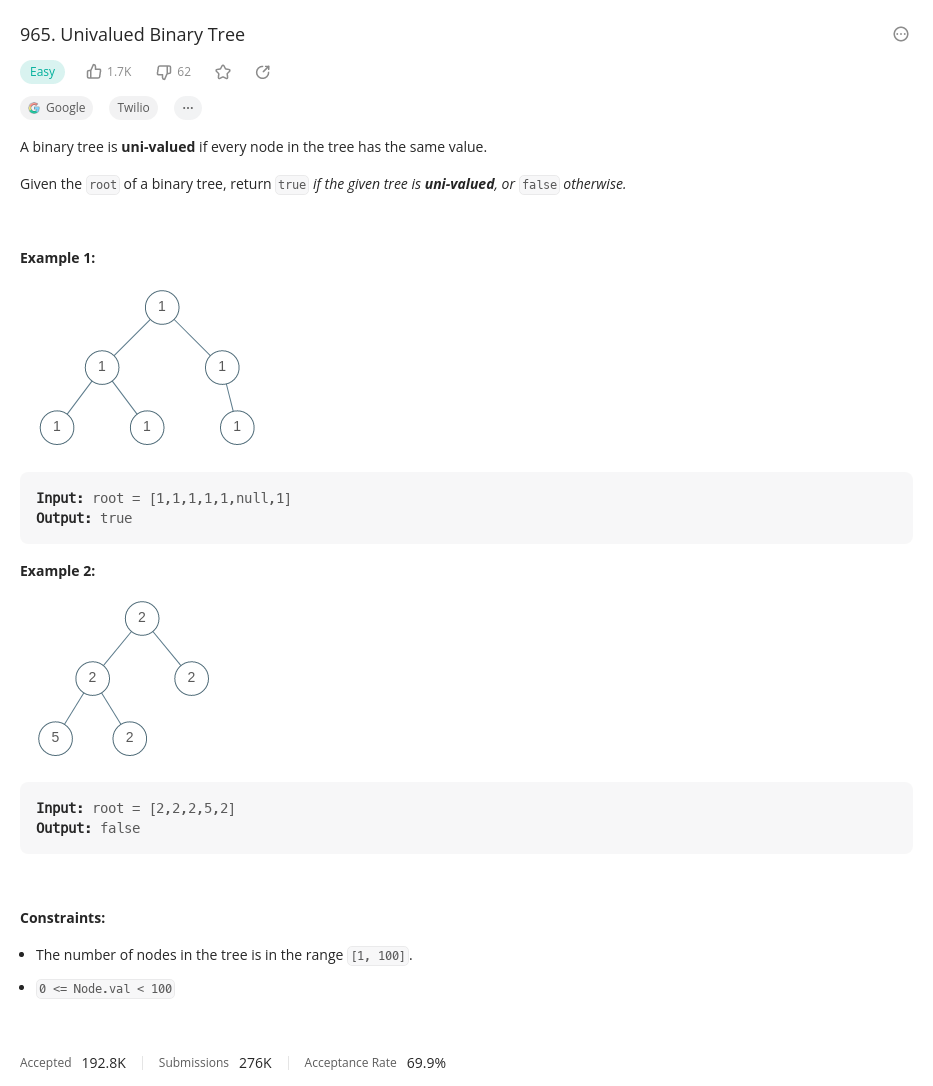 965. Univalued Binary Tree
Easy 1.7K 62
Google Twilio ...
A binary tree is uni-valued if every node in the tree has the same value.
Given the root of a binary tree, return true if the given tree is uni-valued, or false otherwise.
Example 1:
1
1 1
1 1 1
Input: root = [1,1,1,1,1,null,1]
Output: true
Example 2:
2
2 2
5 2
Input: root = [2,2,2,5,2]
Output: false
Constraints:
• The number of nodes in the tree is in the range [1, 100].
• 0 <= Node.val < 100
Accepted 192.8K Submissions 276K Acceptance Rate 69.9%